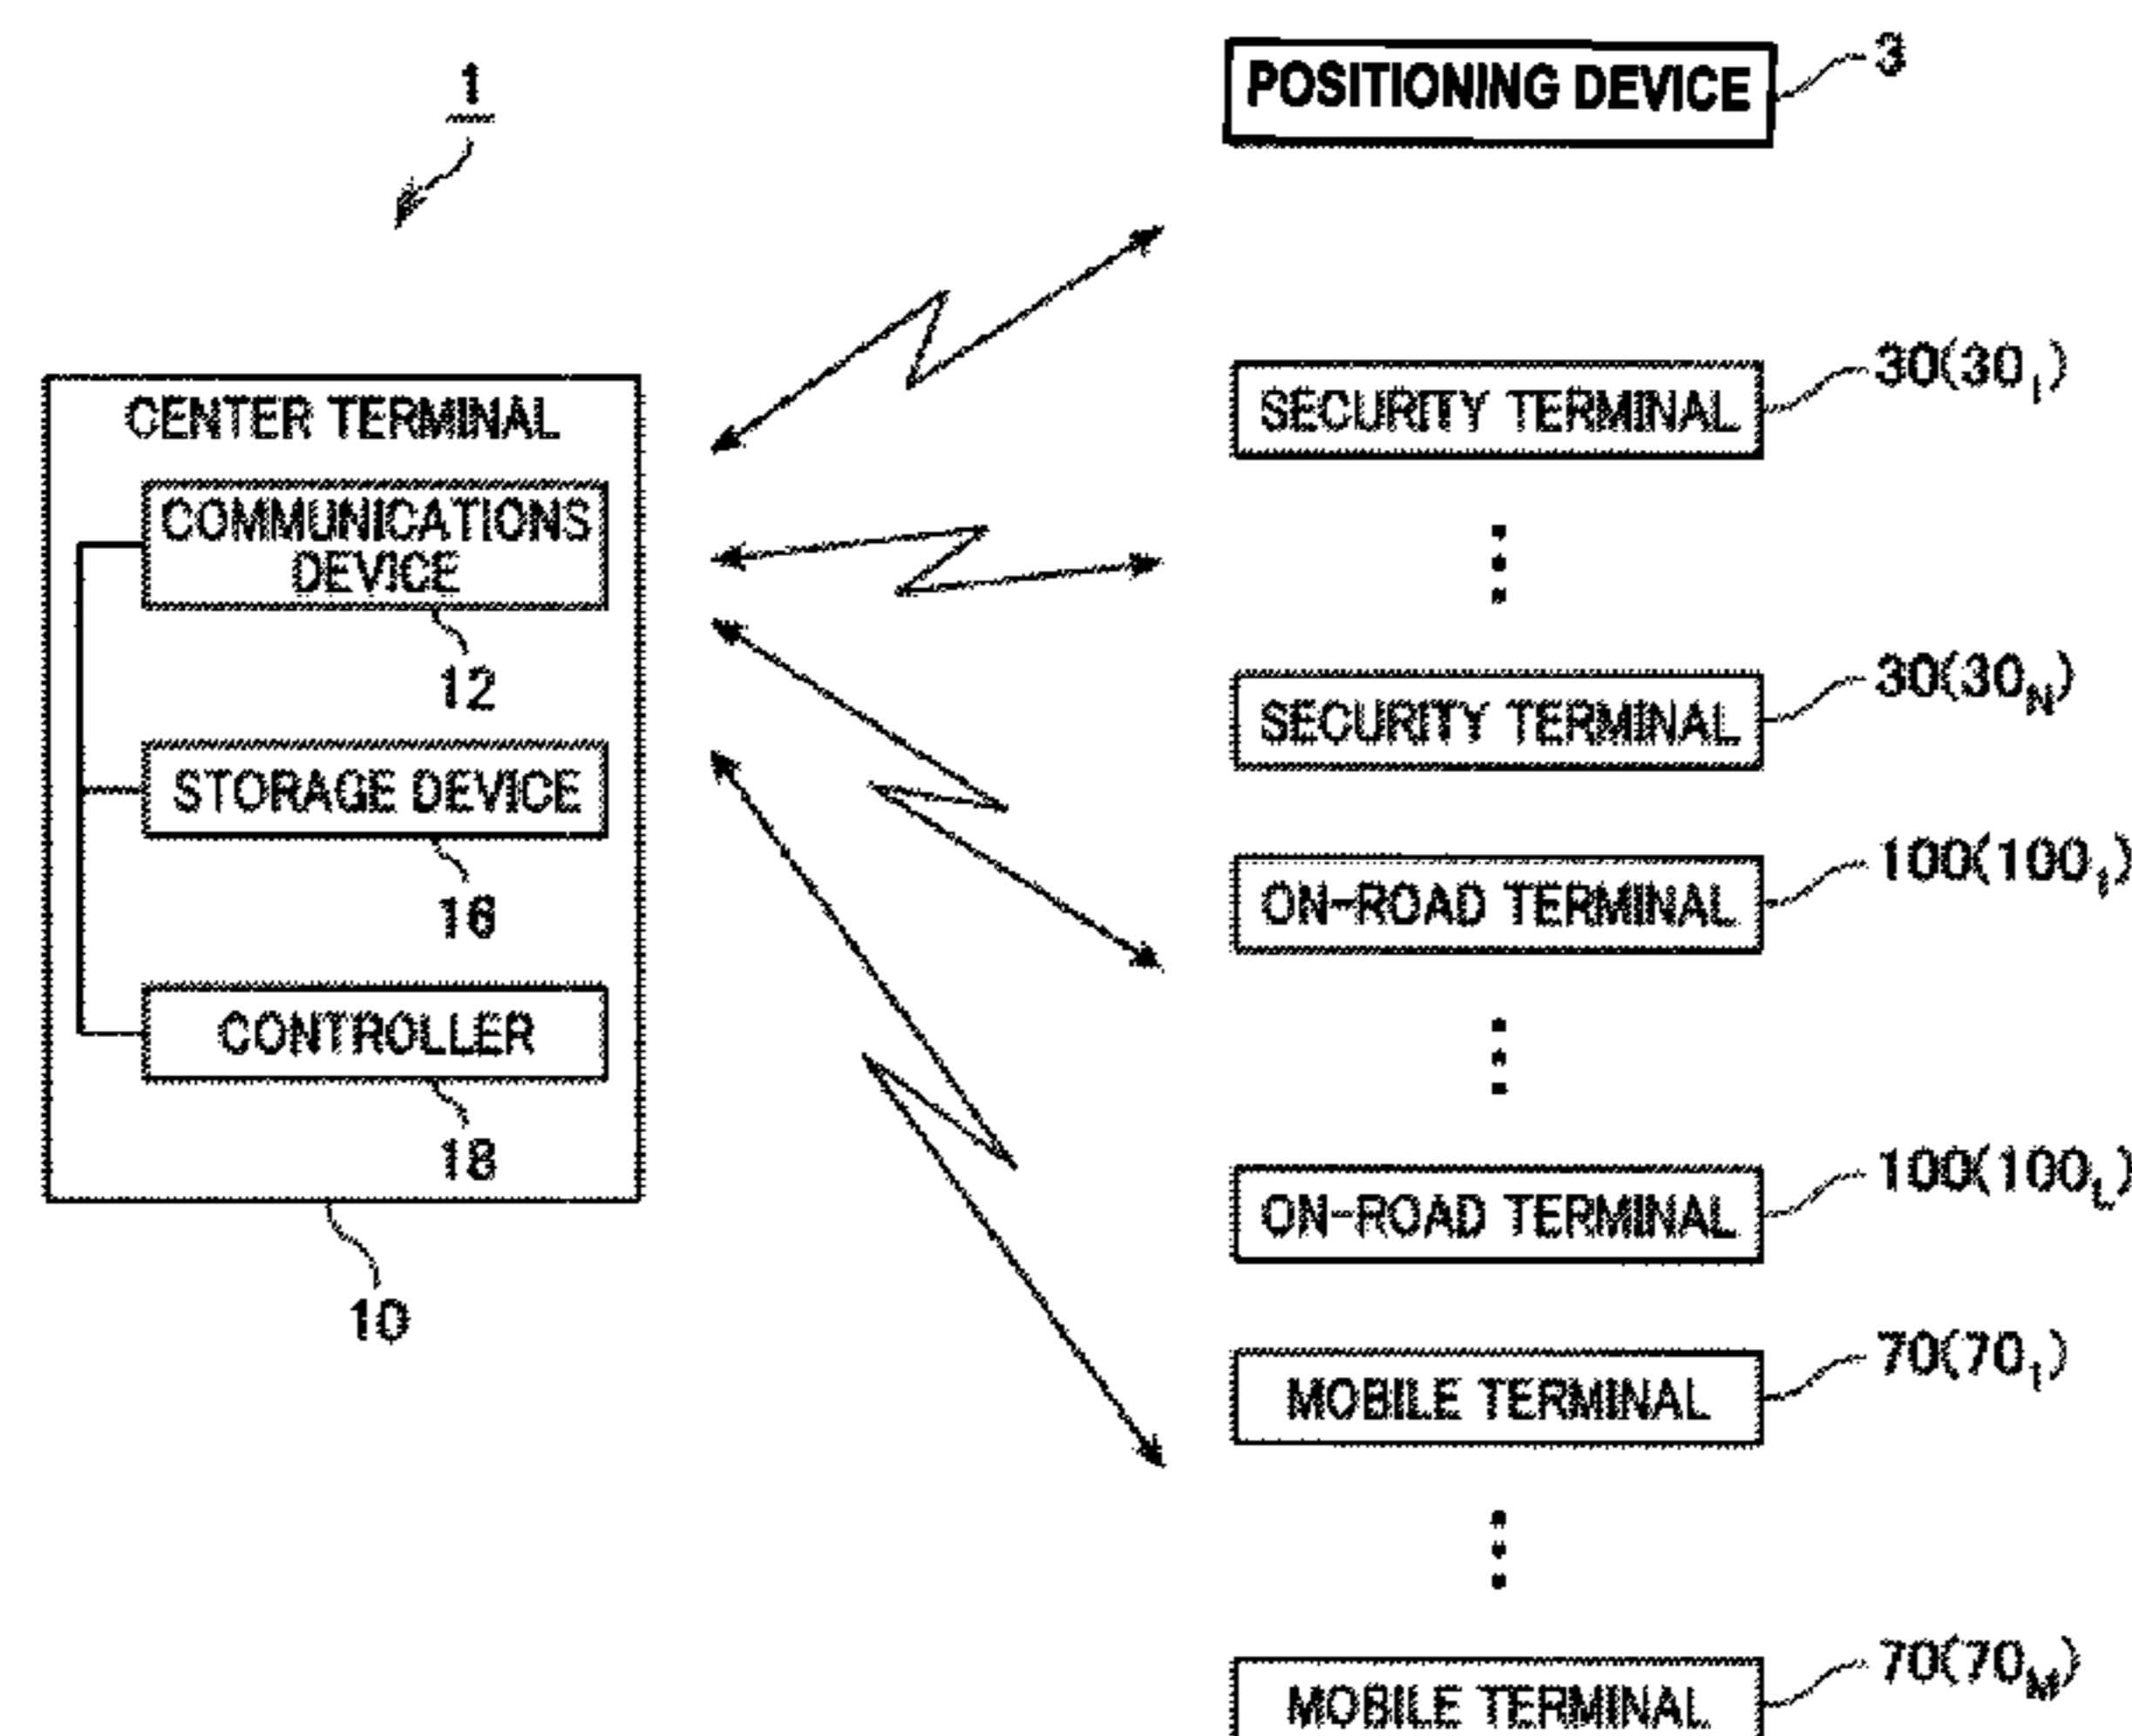 1
POSITIONING DEVICE
3
CENTER TERMINAL
COMMUNICATIONS
DEVICE
12
STORAGE DEVICE
16
CONTROLLER
18
10
SECURITY TERMINAL
30(30₁)
SECURITY TERMINAL
30(30N)
ON-ROAD TERMINAL
100(100₁)
ON-ROAD TERMINAL
100(100L)
MOBILE TERMINAL
70(70₁)
MOBILE TERMINAL
70(70M)